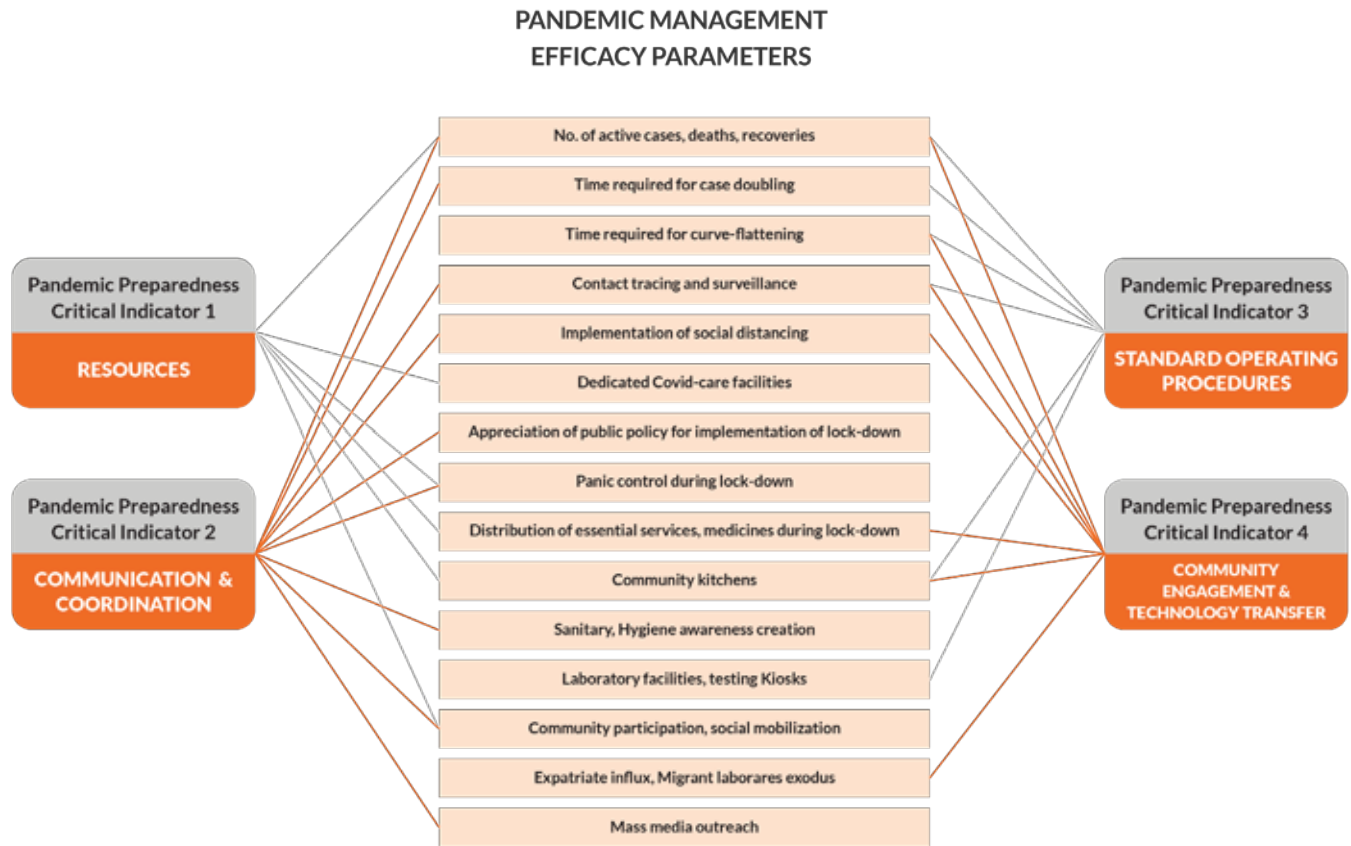 PANDEMIC MANAGEMENT
EFFICACY PARAMETERS
Pandemic Preparedness
Critical Indicator 1
RESOURCES
Pandemic Preparedness
Critical Indicator 2
COMMUNICATION &
COORDINATION
No. of active cases, deaths, recoveries
Time required for case doubling
Time required for curve-flattening
Contact tracing and surveillance
Implementation of social distancing
Dedicated Covid-care facilities
Appreciation of public policy for implementation of lock-down
Panic control during lock-down
Distribution of essential services, medicines during lock-down
Community kitchens
Sanitary, Hygiene awareness creation
Laboratory facilities, testing Kiosks
Community participation, social mobilization
Expatriate influx, Migrant laborares exodus
Mass media outreach
Pandemic Preparedness
Critical Indicator 3
STANDARD OPERATING
PROCEDURES
Pandemic Preparedness
Critical Indicator 4
COMMUNITY
ENGAGEMENT &
TECHNOLOGY TRANSFER